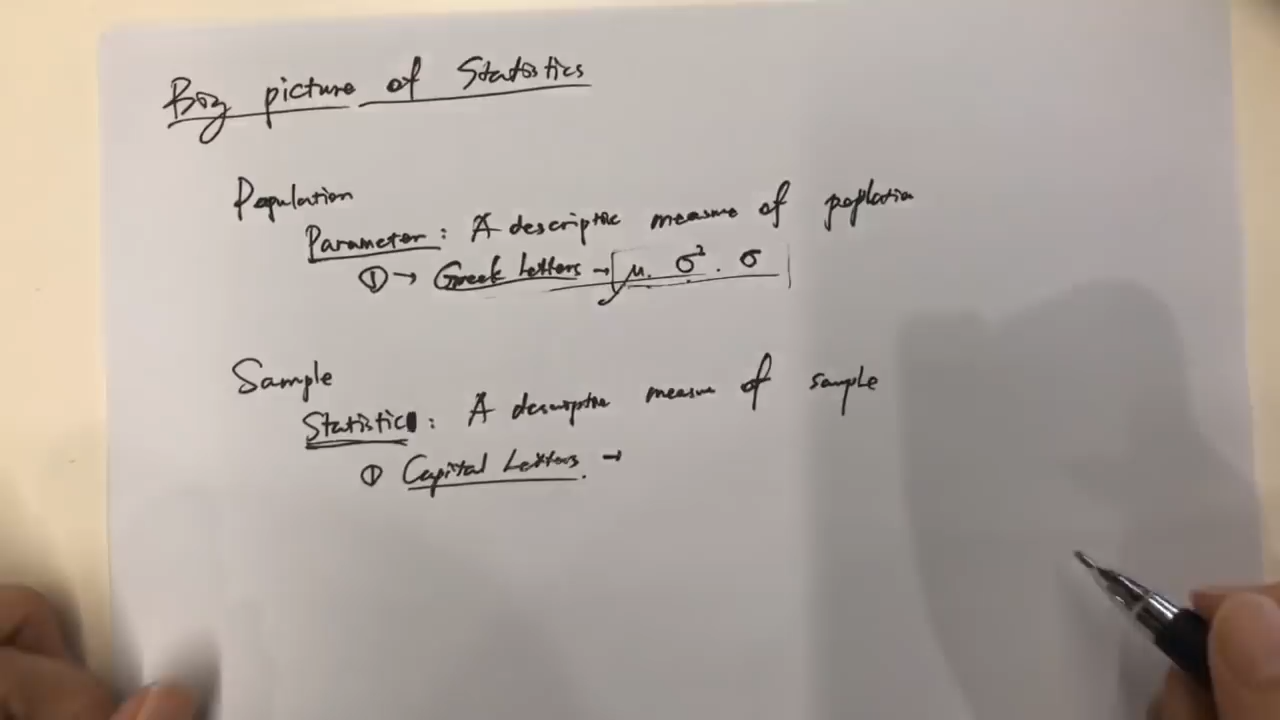 Big picture of Statistics
Population
Parameter : A descriptive measure of poplation
① → Greek Letters → μ. σ². σ
Sample
Statistic : A descriptive measure of sample
① Capital Letters. →